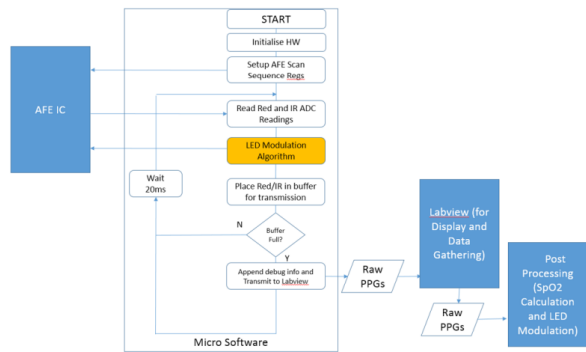 START
Initialise HW
Setup AFE Scan
Sequence Regs
AFE IC
Read Red and IR ADC
Readings
LED Modulation
Algorithm
Wait
20ms
Place Red/IR in buffer
for transmission
N
Buffer
Full?
Y
Append debug info and
Transmit to Labview
Raw
PPGs
Labview (for
Display and
Data
Gathering)
Raw
PPGs
Post
Processing
(SpO2
Calculation
and LED
Modulation)
Micro Software